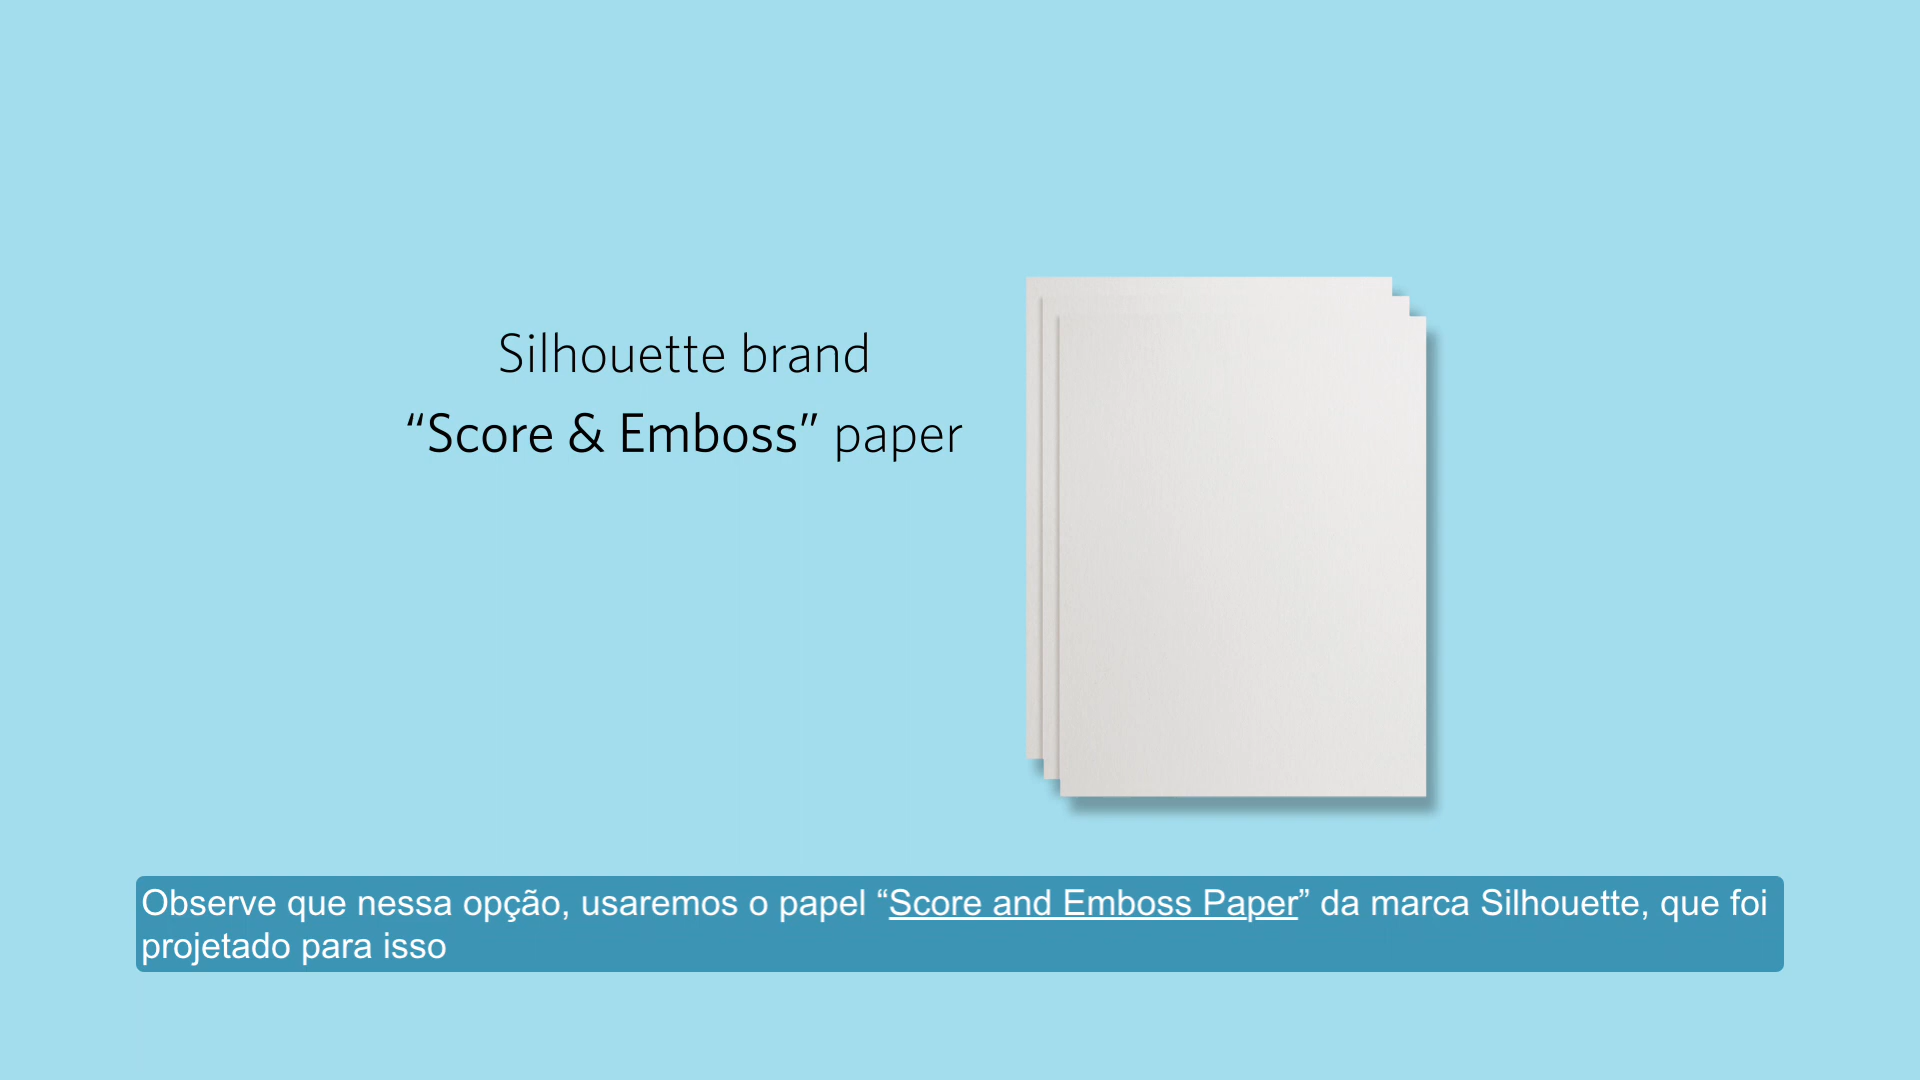 Silhouette brand
“Score & Emboss” paper
Observe que nessa opção, usaremos o papel “Score and Emboss Paper” da marca Silhouette, que foi
projetado para isso